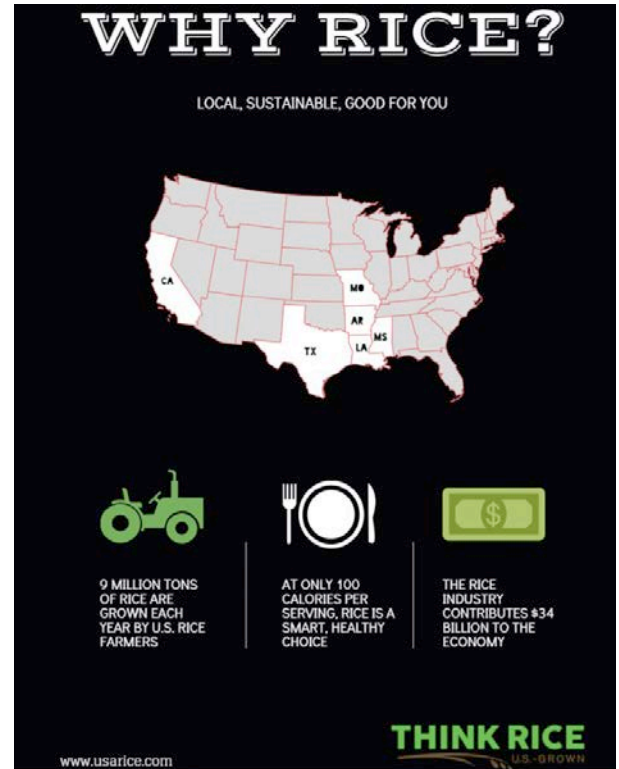 WHY RICE?
LOCAL, SUSTAINABLE, GOOD FOR YOU
CA
MO
AR
MS
TX
LA
$
9 MILLION TONS
OF RICE ARE
GROWN EACH
YEAR BY U.S. RICE
FARMERS
AT ONLY 100
CALORIES PER
SERVING, RICE IS A
SMART, HEALTHY
CHOICE
THE RICE
INDUSTRY
CONTRIBUTES $34
BILLION TO THE
ECONOMY
THINK RICE
U.S.-GROWN
www.usarice.com